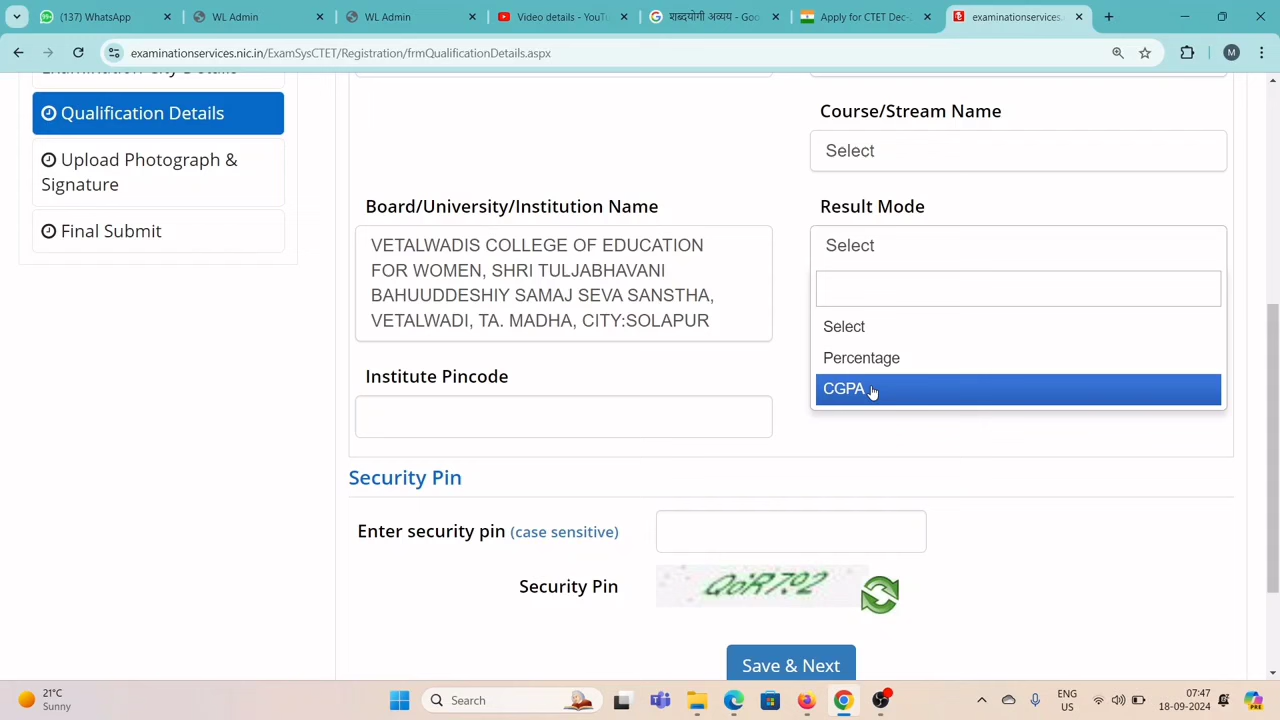 (137) WhatsApp
WL Admin
WL Admin
Video details - YouT
शब्दयोगी अव्यय - Goo
Apply for CTET Dec-
examinationservices.
examinationservices.nic.in/ExamSysCTET/Registration/frmQualificationDetails.aspx
M
Examination City Details
Qualification Details
Upload Photograph &
Signature
Final Submit
Course/Stream Name
Select
Board/University/Institution Name
Result Mode
VETALWADIS COLLEGE OF EDUCATION
FOR WOMEN, SHRI TULJABHAVANI
BAHUUDDESHIY SAMAJ SEVA SANSTHA,
VETALWADI, TA. MADHA, CITY:SOLAPUR
Select
Select
Percentage
CGPA
Institute Pincode
Security Pin
Enter security pin (case sensitive)
Security Pin
QoR792
Save & Next
21°C
Sunny
Search
ENG
US
07:47
18-09-2024